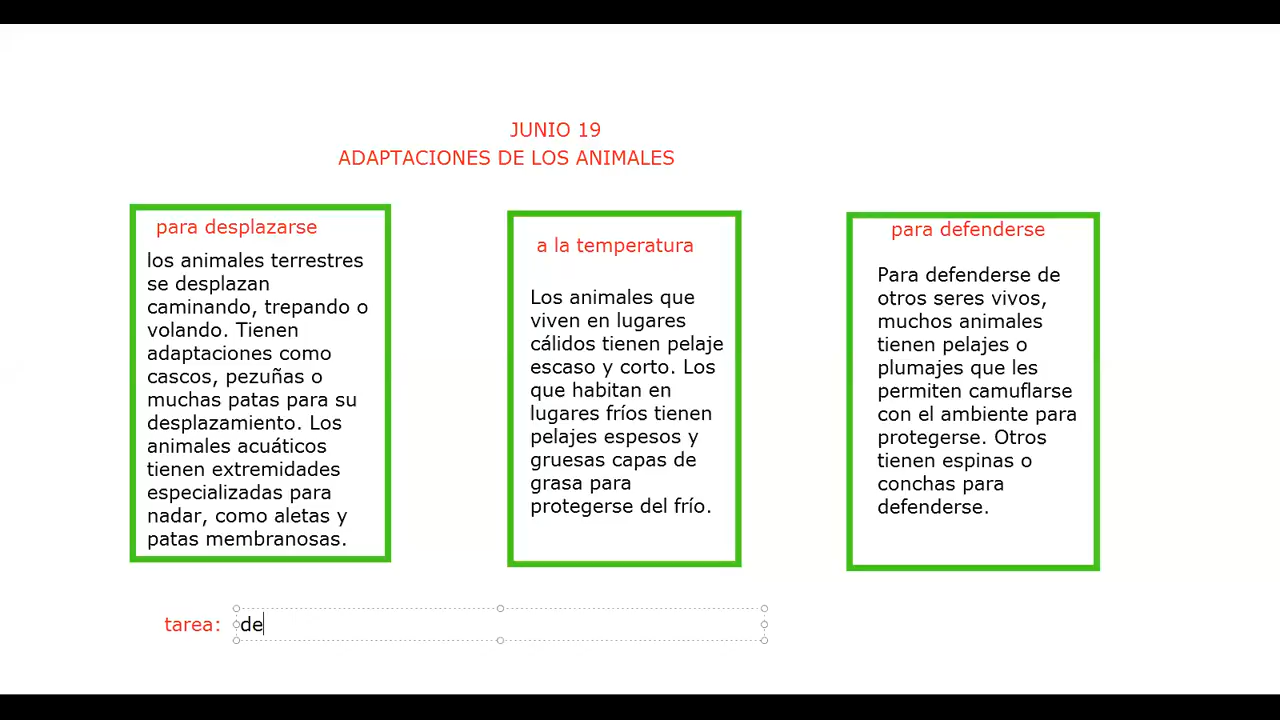 JUNIO 19
ADAPTACIONES DE LOS ANIMALES
para desplazarse
los animales terrestres
se desplazan
caminando, trepando o
volando. Tienen
adaptaciones como
cascos, pezuñas o
muchas patas para su
desplazamiento. Los
animales acuáticos
tienen extremidades
especializadas para
nadar, como aletas y
patas membranosas.
a la temperatura
Los animales que
viven en lugares
cálidos tienen pelaje
escaso y corto. Los
que habitan en
lugares fríos tienen
pelajes espesos y
gruesas capas de
grasa para
protegerse del frío.
para defenderse
Para defenderse de
otros seres vivos,
muchos animales
tienen pelajes o
plumajes que les
permiten camuflarse
con el ambiente para
protegerse. Otros
tienen espinas o
conchas para
defenderse.
tarea: de